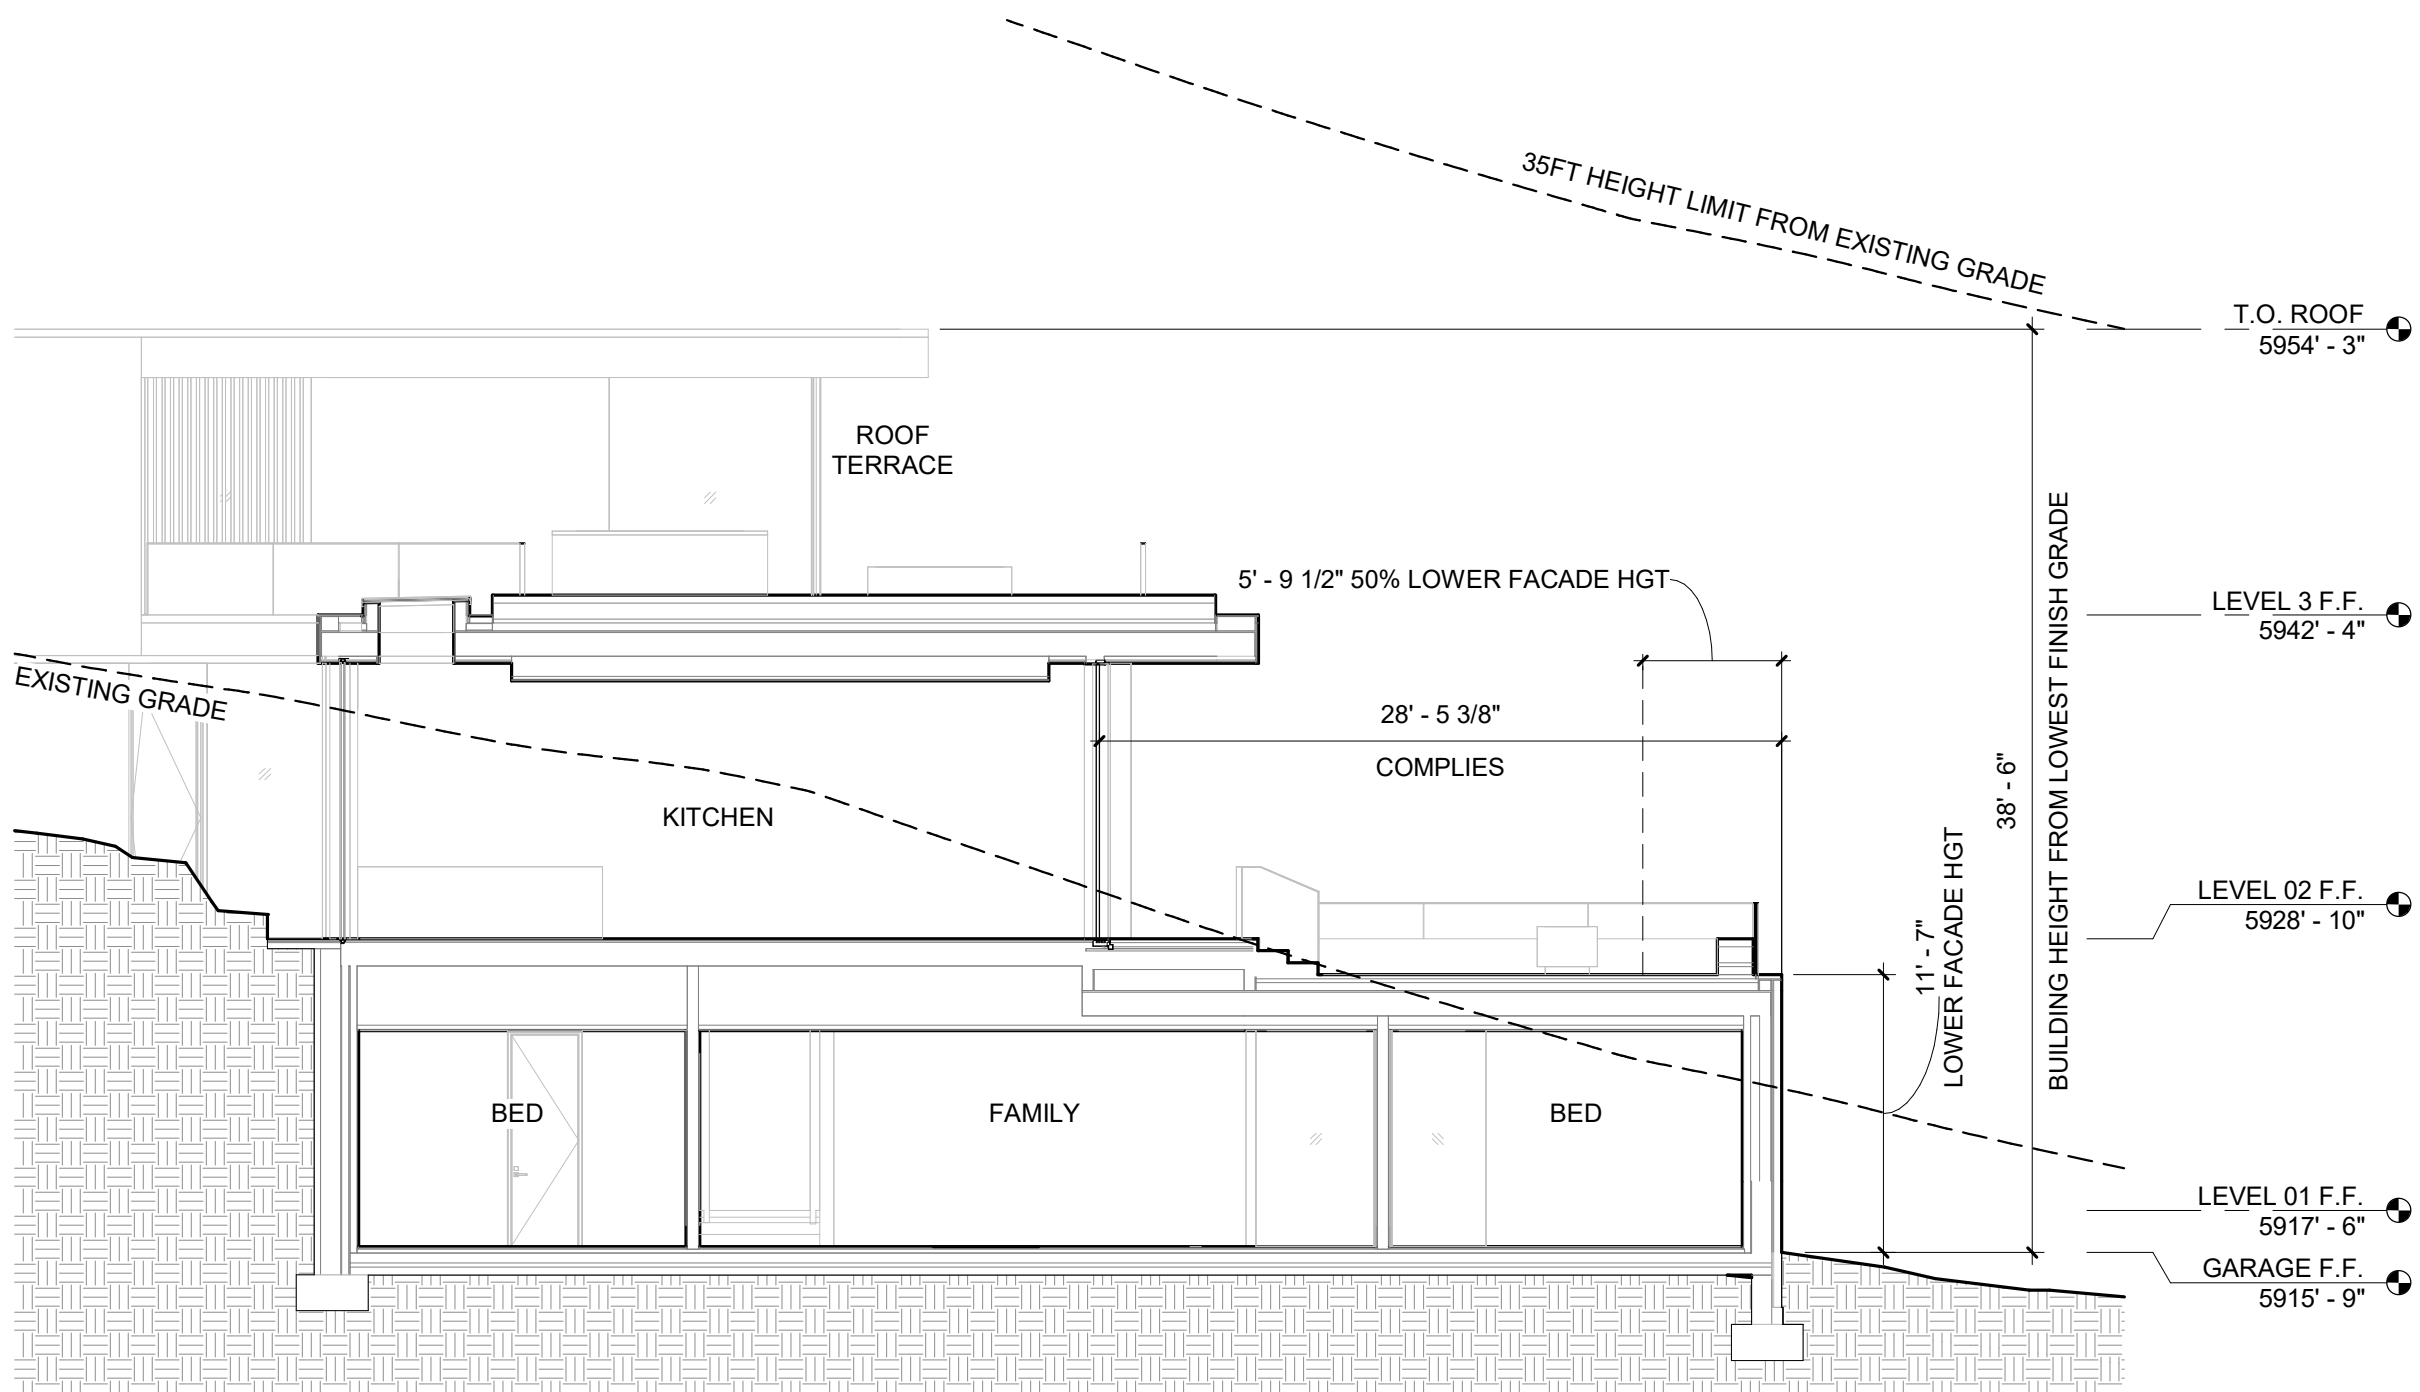 35FT HEIGHT LIMIT FROM EXISTING GRADE
T.O. ROOF
5954' - 3"
ROOF
TERRACE
5' - 9 1/2" 50% LOWER FACADE HGT
LEVEL 3 F.F.
5942' - 4"
EXISTING GRADE
28' - 5 3/8"
COMPLIES
KITCHEN
38' - 6"
BUILDING HEIGHT FROM LOWEST FINISH GRADE
11' - 7"
LOWER FACADE HGT
LEVEL 02 F.F.
5928' - 10"
BED
FAMILY
BED
LEVEL 01 F.F.
5917' - 6"
GARAGE F.F.
5915' - 9"